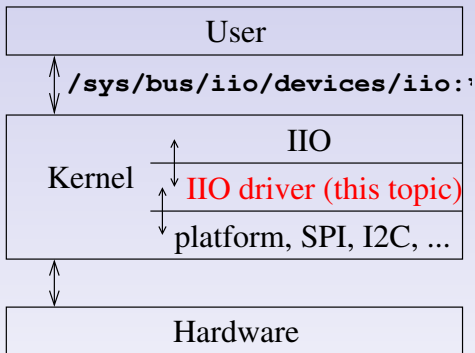 User
/sys/bus/iio/devices/iio:
IIO
Kernel
IIO driver (this topic)
platform, SPI, I2C, ...
Hardware